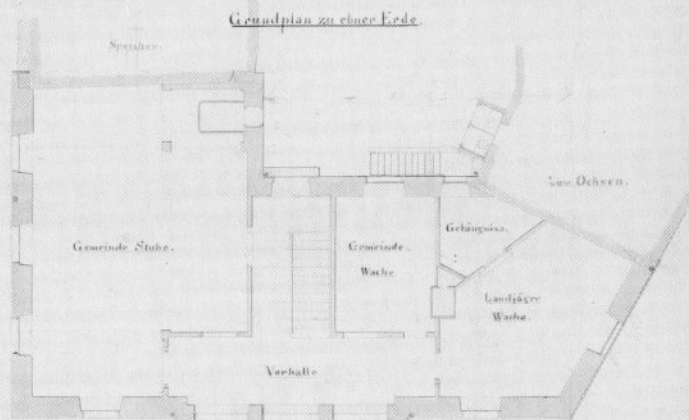 Grundplan zu ebner Erde.
Speicher.
zum Ochsen.
Gefängniss.
Gemeinde Stube.
Gemeinde-
Wache
Landjäger
Wache.
Vorhalle